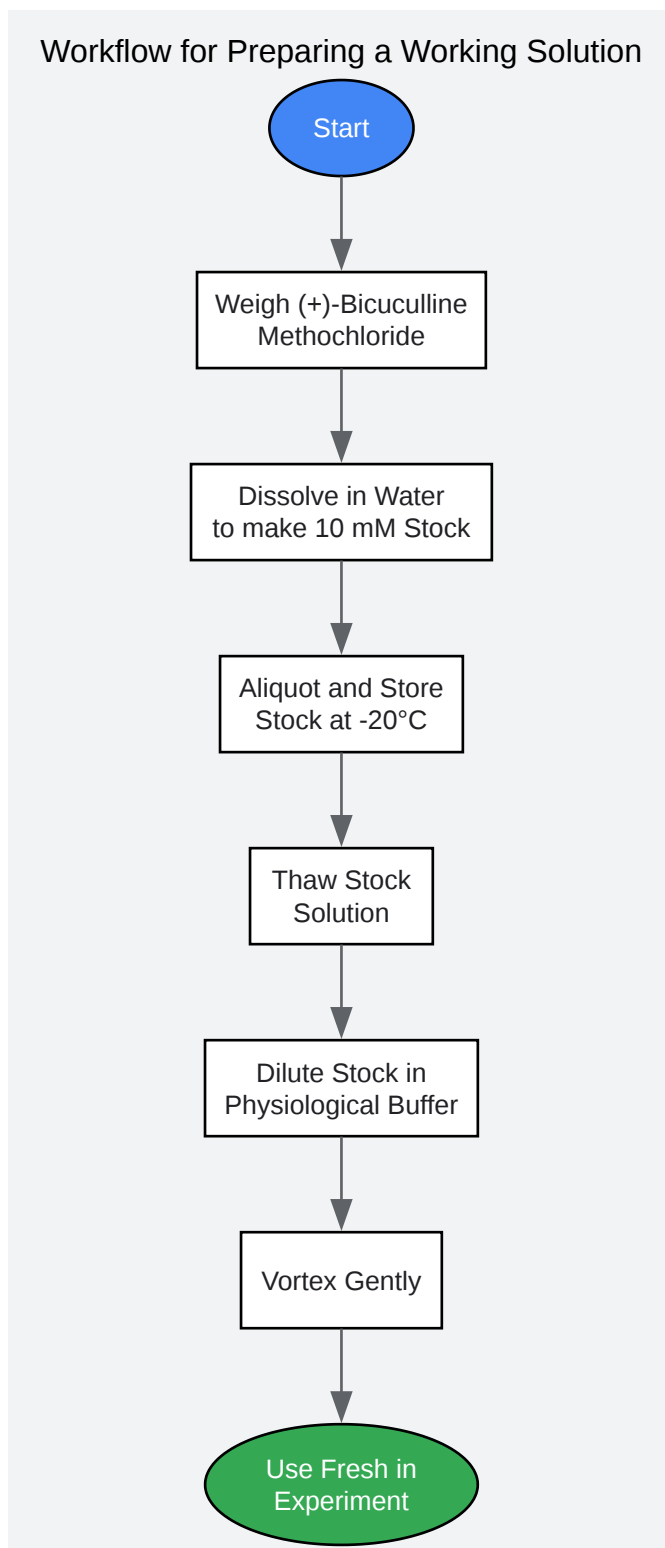 Workflow for Preparing a Working Solution
Start
Weigh (+)-Bicuculline
Methochloride
Dissolve in Water
to make 10 mM Stock
Aliquot and Store
Stock at -20°C
Thaw Stock
Solution
Dilute Stock in
Physiological Buffer
Vortex Gently
Use Fresh in
Experiment